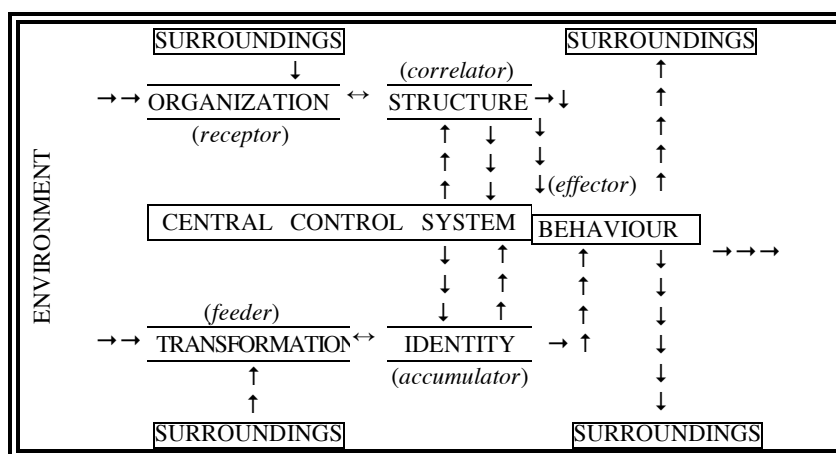 SURROUNDINGS SURROUNDINGS
(correlator)
ORGANIZATION ↔ STRUCTURE
(receptor)
(effector)
CENTRAL CONTROL SYSTEM BEHAVIOUR
ENVIRONMENT
(feeder)
TRANSFORMATION ↔ IDENTITY
(accumulator)
SURROUNDINGS SURROUNDINGS